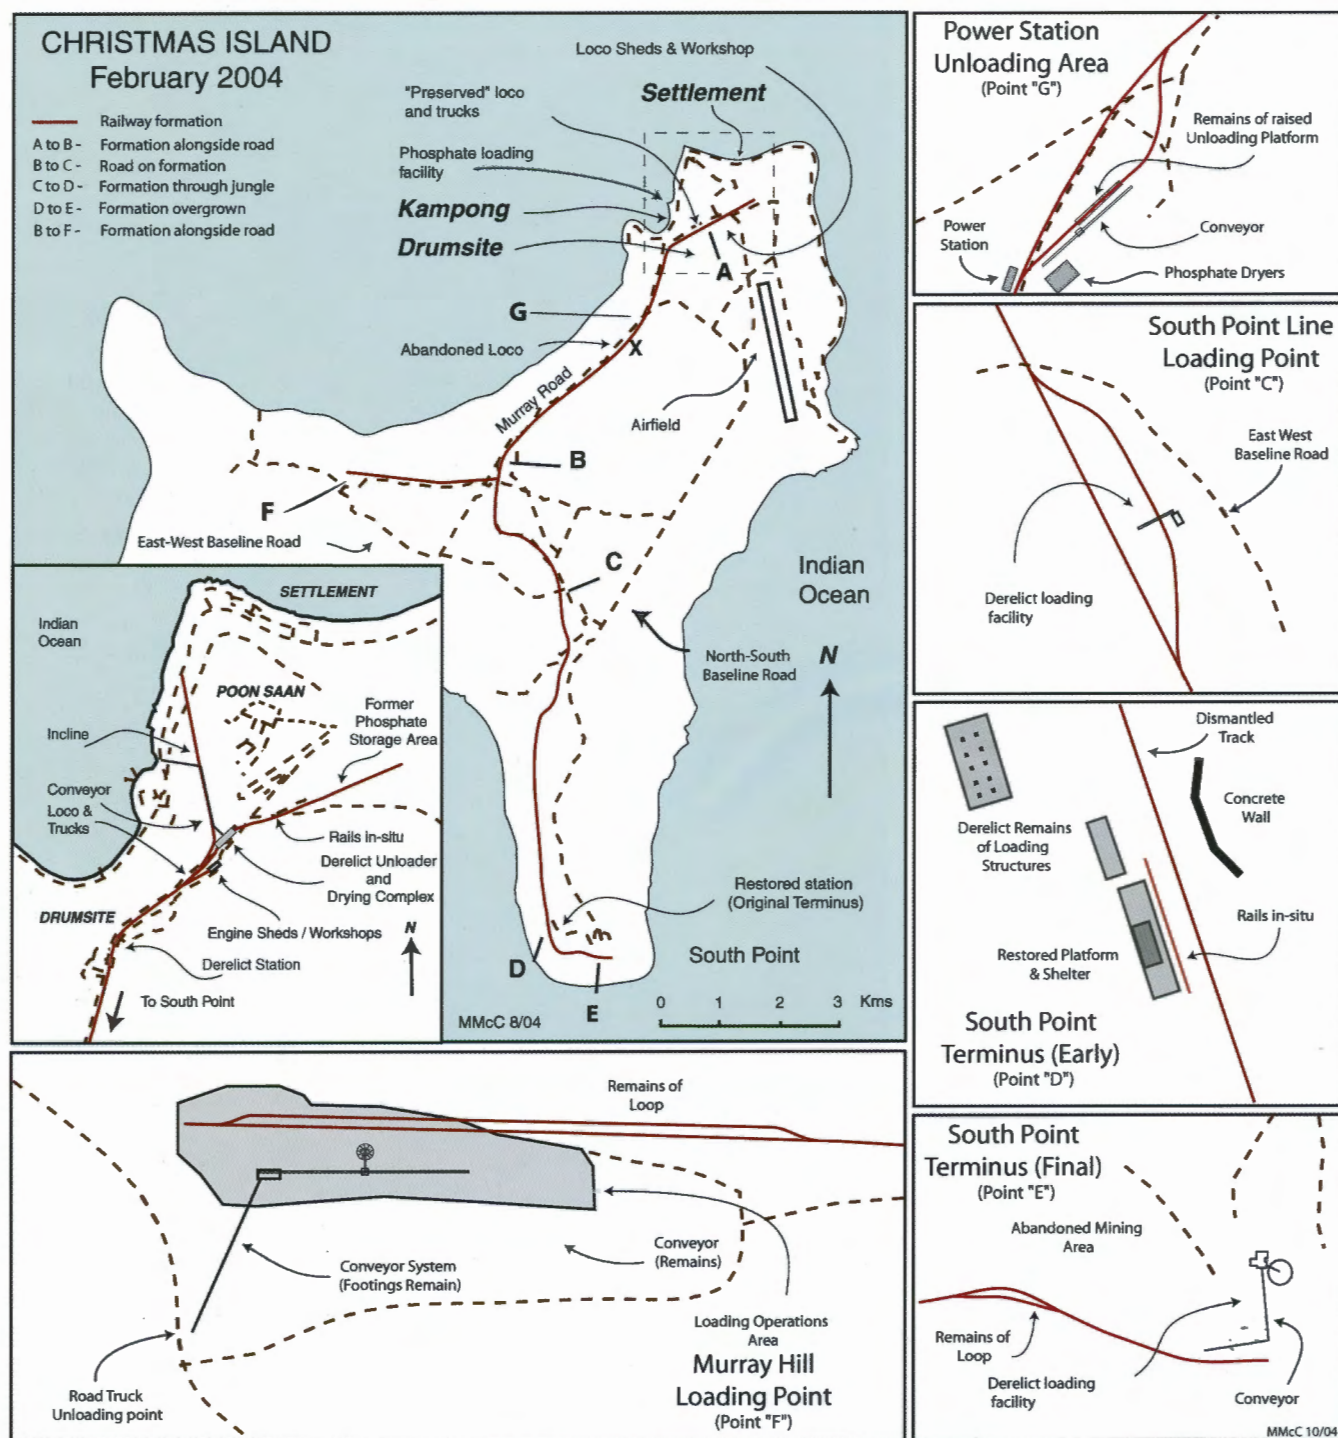 CHRISTMAS ISLAND
February 2004
Railway formation
A to B - Formation alongside road
B to C - Road on formation
C to D - Formation through jungle
D to E - Formation overgrown
B to F - Formation alongside road
Loco Sheds & Workshop
"Preserved" loco
and trucks
Settlement
Phosphate loading
facility
Kampong
Drumsite
A
G
Abandoned Loco
X
Murray Road
Airfield
B
F
East-West Baseline Road
C
Indian
Ocean
North-South
Baseline Road
N
Restored station
(Original Terminus)
D
South Point
E
0 1 2 3 Kms
MMcC 8/04
SETTLEMENT
Indian
Ocean
POON SAAN
Former
Phosphate
Storage Area
Incline
Conveyor
Loco &
Trucks
Rails in-situ
Derelict Unloader
and
Drying Complex
DRUMSITE
Engine Sheds / Workshops
N
Derelict Station
To South Point
Power Station
Unloading Area
(Point "G")
Remains of raised
Unloading Platform
Power
Station
Conveyor
Phosphate Dryers
South Point Line
Loading Point
(Point "C")
East West
Baseline Road
Derelict loading
facility
Dismantled
Track
Concrete
Wall
Derelict Remains
of Loading
Structures
Rails in-situ
Restored Platform
& Shelter
South Point
Terminus (Early)
(Point "D")
Remains of
Loop
Conveyor System
(Footings Remain)
Conveyor
(Remains)
Loading Operations
Area
Road Truck
Unloading point
Murray Hill
Loading Point
(Point "F")
South Point
Terminus (Final)
(Point "E")
Abandoned Mining
Area
Remains of
Loop
Derelict loading
facility
Conveyor
MMcC 10/04